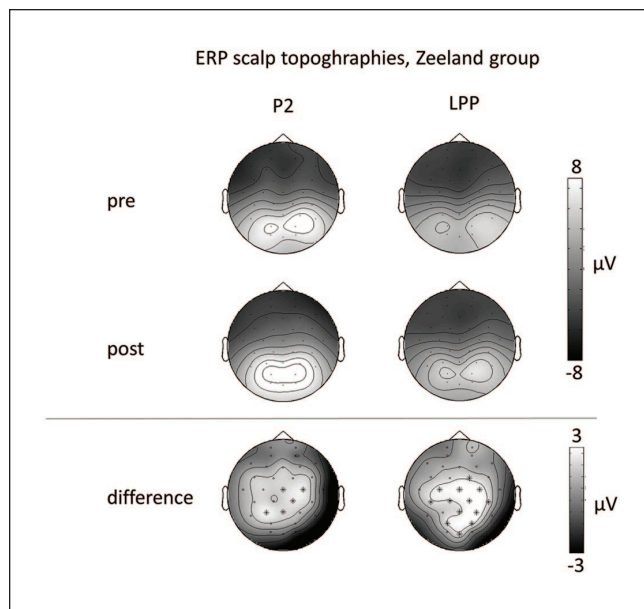 ERP scalp topoghraphies, Zeeland group
P2 LPP
pre
8
µV
-8
post
difference
3
µV
-3